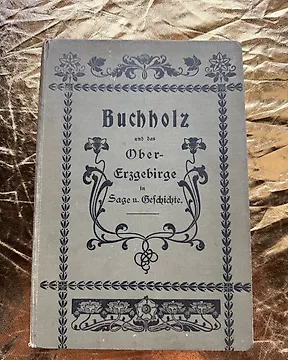 Buchholz
und das
Ober-
Erzgebirge
in
Sage u. Geschichte.